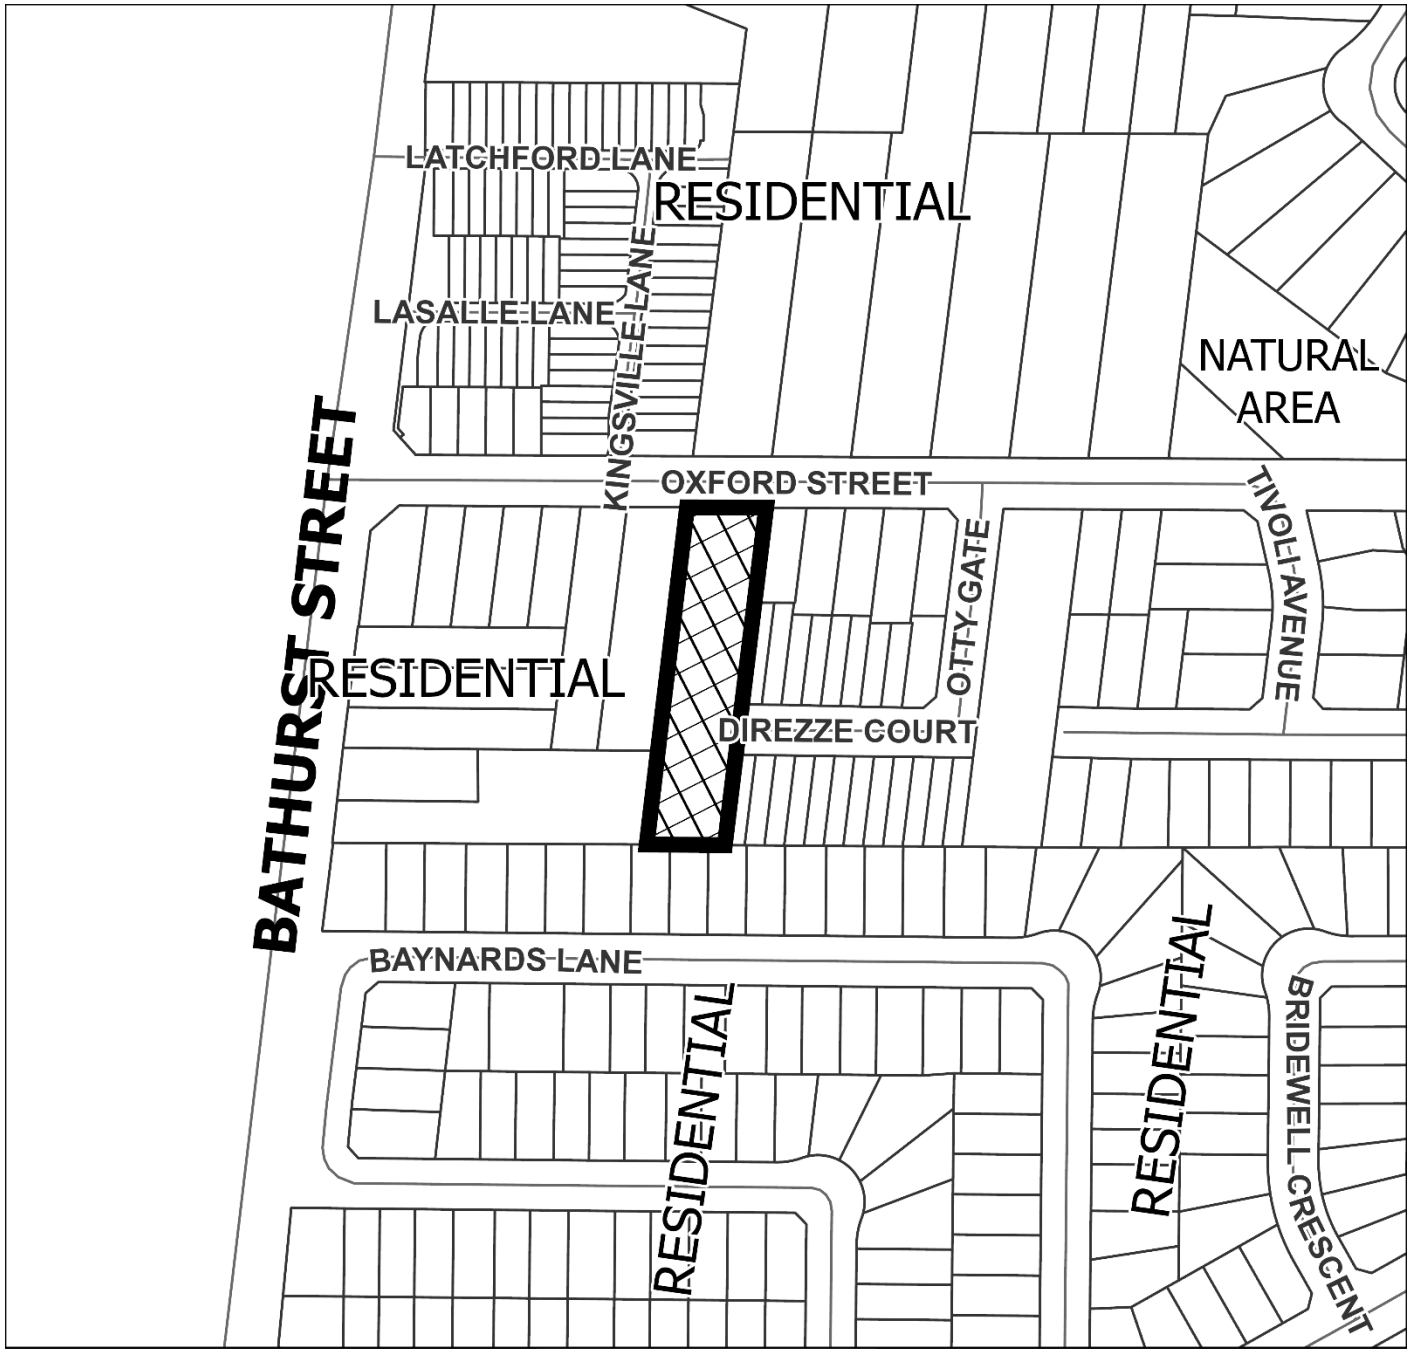 LATCHFORD LANE
RESIDENTIAL
KINGSVILLE LANE
LASALLE LANE
NATURAL
AREA
BATHURST STREET
OXFORD STREET
TIVOLI AVENUE
OTTY GATE
RESIDENTIAL
DIREZZE COURT
BAYNARDS LANE
RESIDENTIAL
RESIDENTIAL
BRIDEWELL CRESCENT